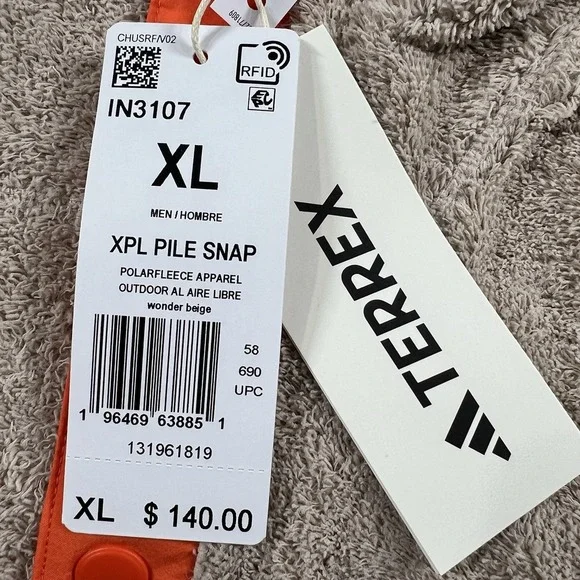 CHUSRF/V02
RFID
IN3107
XL
MEN / HOMBRE
XPL PILE SNAP
POLARFLEECE APPAREL
OUTDOOR AL AIRE LIBRE
wonder beige
58
690
UPC
1 96469 63885 1
131961819
XL $ 140.00
TERREX